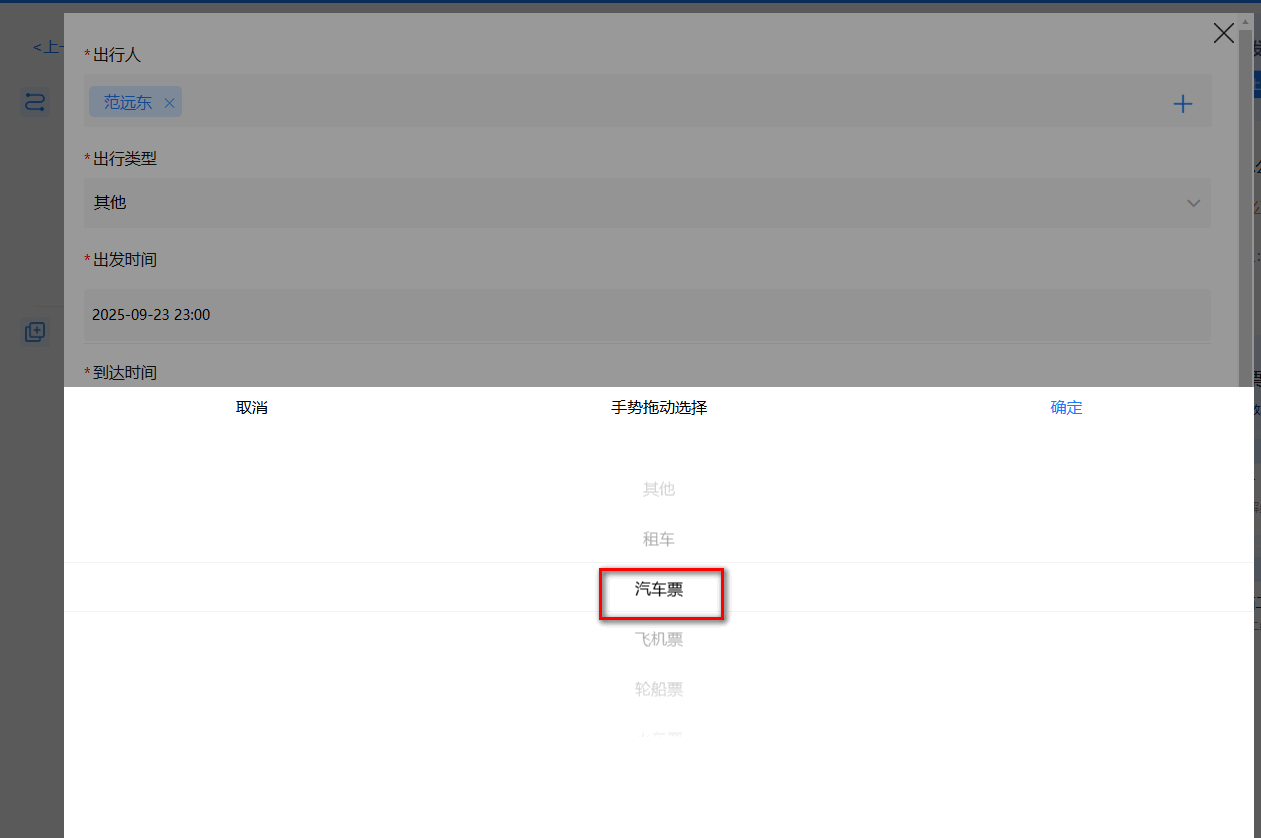 <上一
*出行人
范远东 ×
*出行类型
其他
*出发时间
2025-09-23 23:00
*到达时间
取消 手势拖动选择 确定
其他
租车
汽车票
飞机票
轮船票